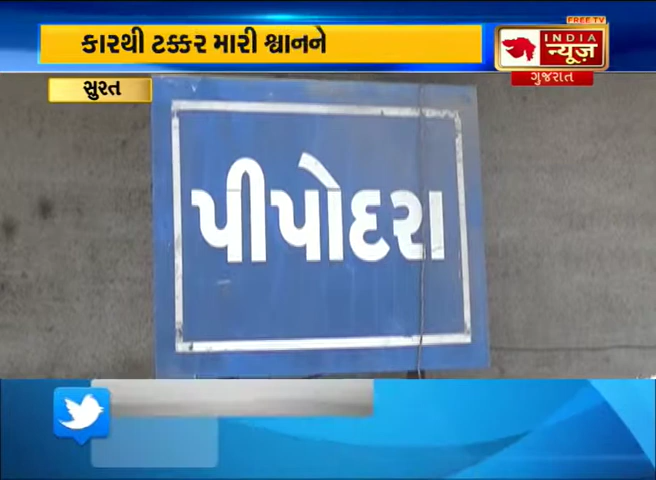 FREE TV
કારથી ટક્કર મારી શ્વાનને
INDIA
ન્યૂઝ
ગુજરાત
સુરત
પીપોદરા